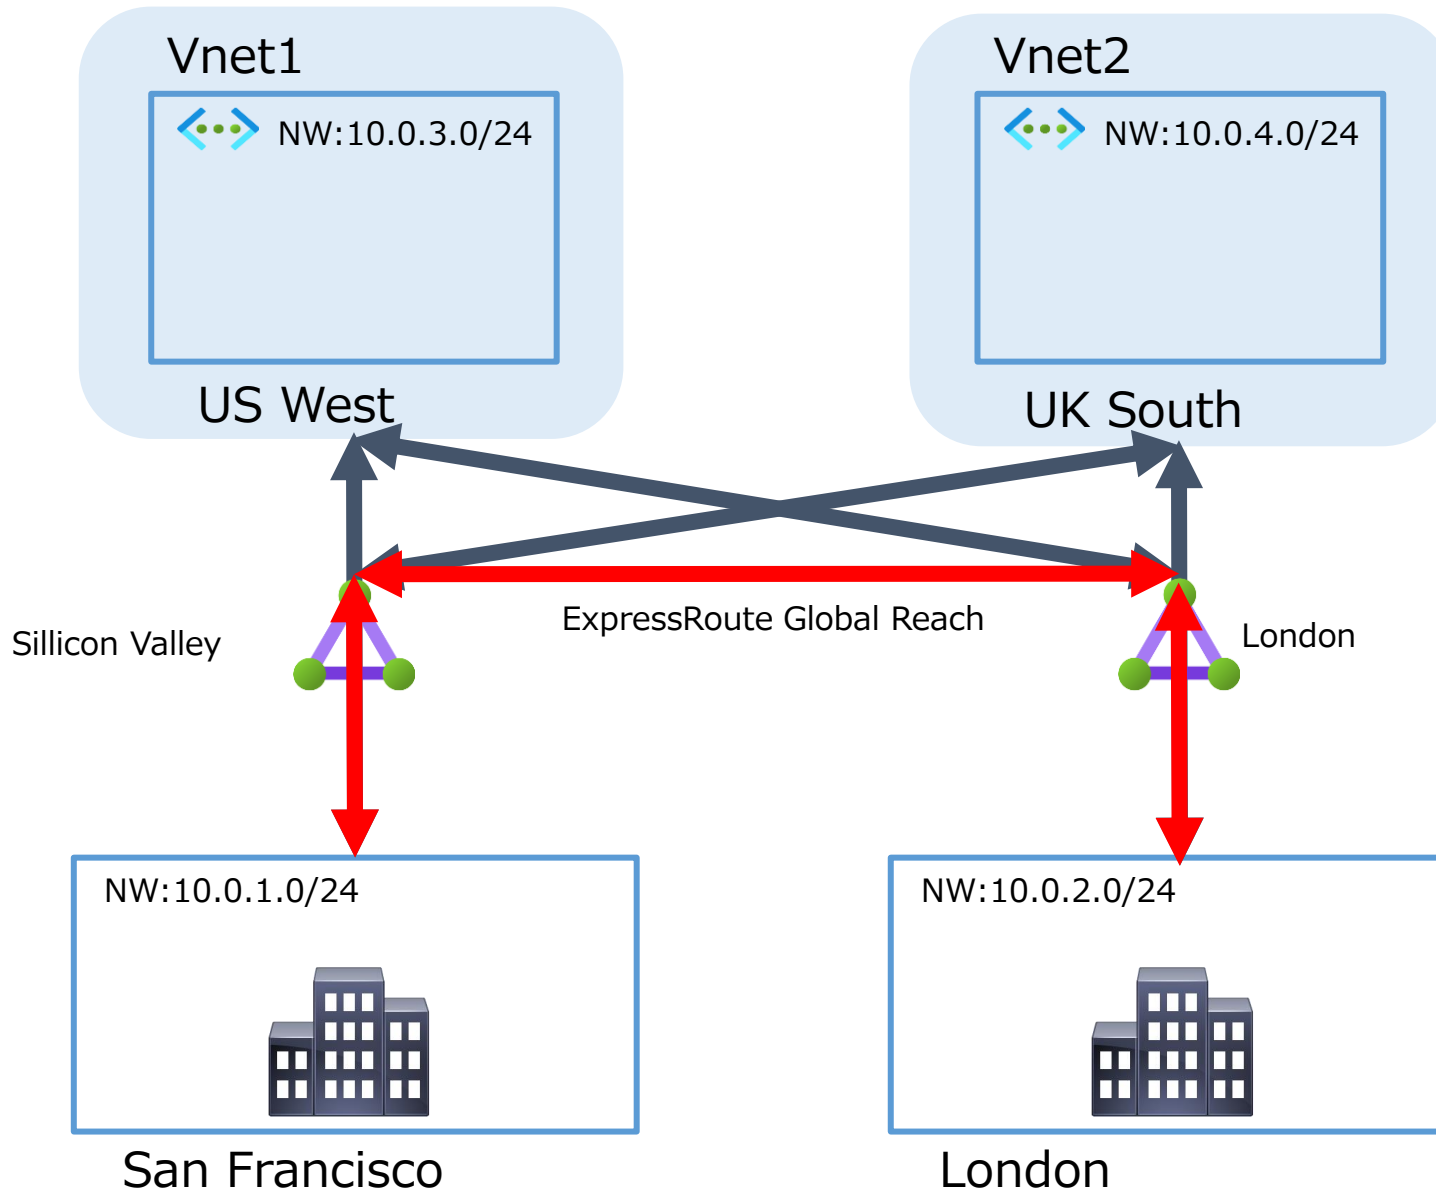 Vnet1
Vnet2
NW:10.0.3.0/24
NW:10.0.4.0/24
US West
UK South
ExpressRoute Global Reach
Sillicon Valley
London
NW:10.0.1.0/24
NW:10.0.2.0/24
San Francisco
London